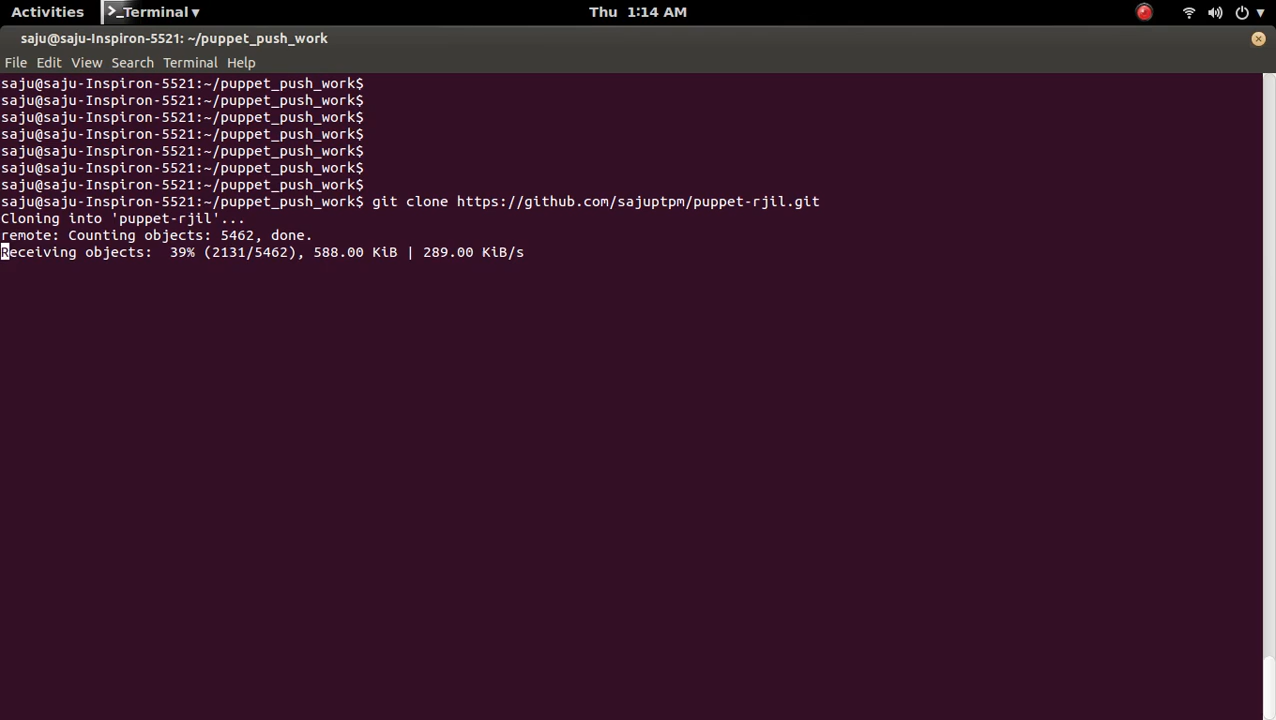 Activities >_Terminal ▾ Thu 1:14 AM ▾
saju@saju-Inspiron-5521: ~/puppet_push_work
File Edit View Search Terminal Help
saju@saju-Inspiron-5521:~/puppet_push_work$
saju@saju-Inspiron-5521:~/puppet_push_work$
saju@saju-Inspiron-5521:~/puppet_push_work$
saju@saju-Inspiron-5521:~/puppet_push_work$
saju@saju-Inspiron-5521:~/puppet_push_work$
saju@saju-Inspiron-5521:~/puppet_push_work$
saju@saju-Inspiron-5521:~/puppet_push_work$
saju@saju-Inspiron-5521:~/puppet_push_work$ git clone https://github.com/sajuptpm/puppet-rjil.git
Cloning into 'puppet-rjil'...
remote: Counting objects: 5462, done.
Receiving objects:  39% (2131/5462), 588.00 KiB | 289.00 KiB/s